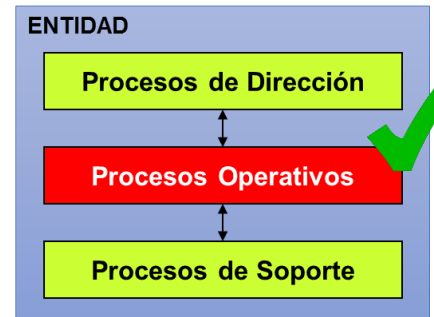 ENTIDAD
Procesos de Dirección
Procesos Operativos
Procesos de Soporte